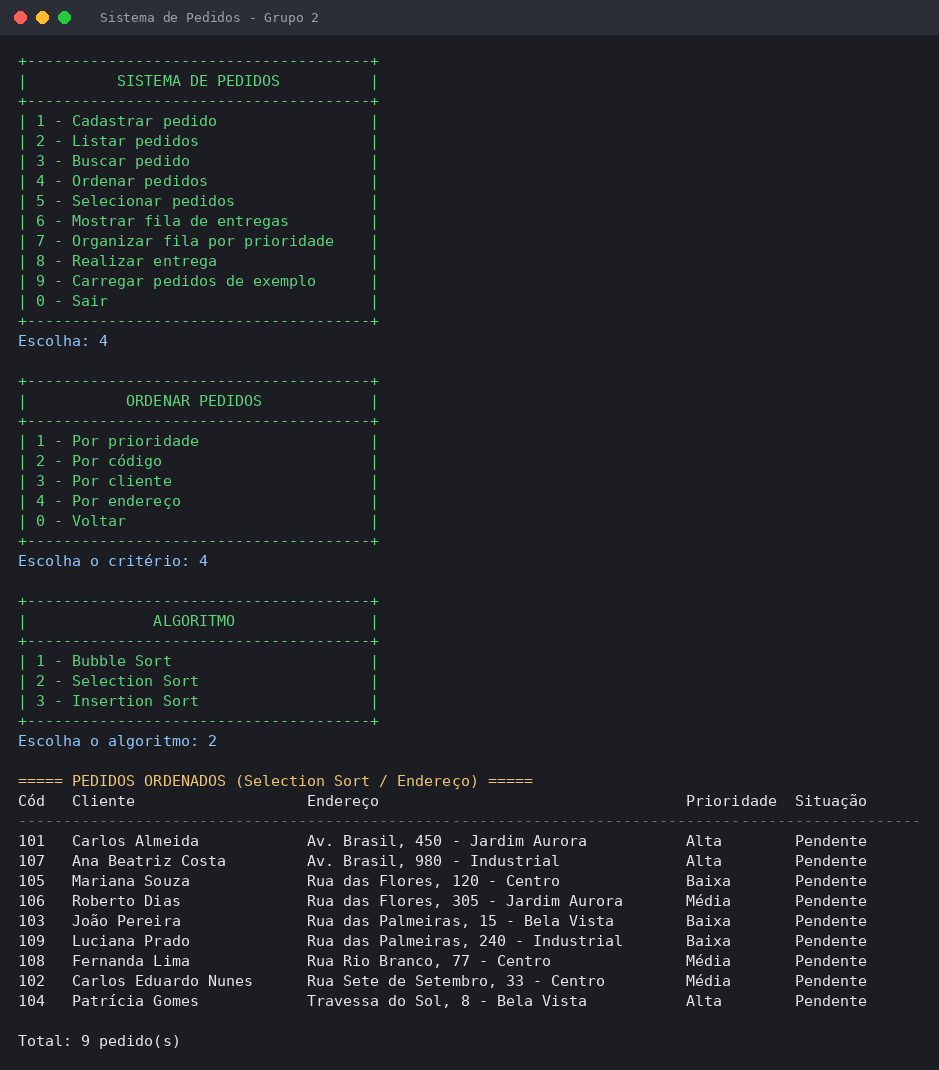 Sistema de Pedidos - Grupo 2
+--------------------------------------+
|          SISTEMA DE PEDIDOS          |
+--------------------------------------+
| 1 - Cadastrar pedido                 |
| 2 - Listar pedidos                   |
| 3 - Buscar pedido                    |
| 4 - Ordenar pedidos                  |
| 5 - Selecionar pedidos               |
| 6 - Mostrar fila de entregas         |
| 7 - Organizar fila por prioridade    |
| 8 - Realizar entrega                 |
| 9 - Carregar pedidos de exemplo      |
| 0 - Sair                             |
+--------------------------------------+
Escolha: 4
+--------------------------------------+
|           ORDENAR PEDIDOS            |
+--------------------------------------+
| 1 - Por prioridade                   |
| 2 - Por código                       |
| 3 - Por cliente                      |
| 4 - Por endereço                     |
| 0 - Voltar                           |
+--------------------------------------+
Escolha o critério: 4
+--------------------------------------+
|              ALGORITMO               |
+--------------------------------------+
| 1 - Bubble Sort                      |
| 2 - Selection Sort                   |
| 3 - Insertion Sort                   |
+--------------------------------------+
Escolha o algoritmo: 2
===== PEDIDOS ORDENADOS (Selection Sort / Endereço) =====
Cód   Cliente                   Endereço                                  Prioridade  Situação
----------------------------------------------------------------------------------------------------
101   Carlos Almeida            Av. Brasil, 450 - Jardim Aurora           Alta        Pendente
107   Ana Beatriz Costa         Av. Brasil, 980 - Industrial              Alta        Pendente
105   Mariana Souza             Rua das Flores, 120 - Centro              Baixa       Pendente
106   Roberto Dias              Rua das Flores, 305 - Jardim Aurora       Média       Pendente
103   João Pereira              Rua das Palmeiras, 15 - Bela Vista        Baixa       Pendente
109   Luciana Prado             Rua das Palmeiras, 240 - Industrial       Baixa       Pendente
108   Fernanda Lima             Rua Rio Branco, 77 - Centro               Média       Pendente
102   Carlos Eduardo Nunes      Rua Sete de Setembro, 33 - Centro         Média       Pendente
104   Patrícia Gomes            Travessa do Sol, 8 - Bela Vista           Alta        Pendente
Total: 9 pedido(s)